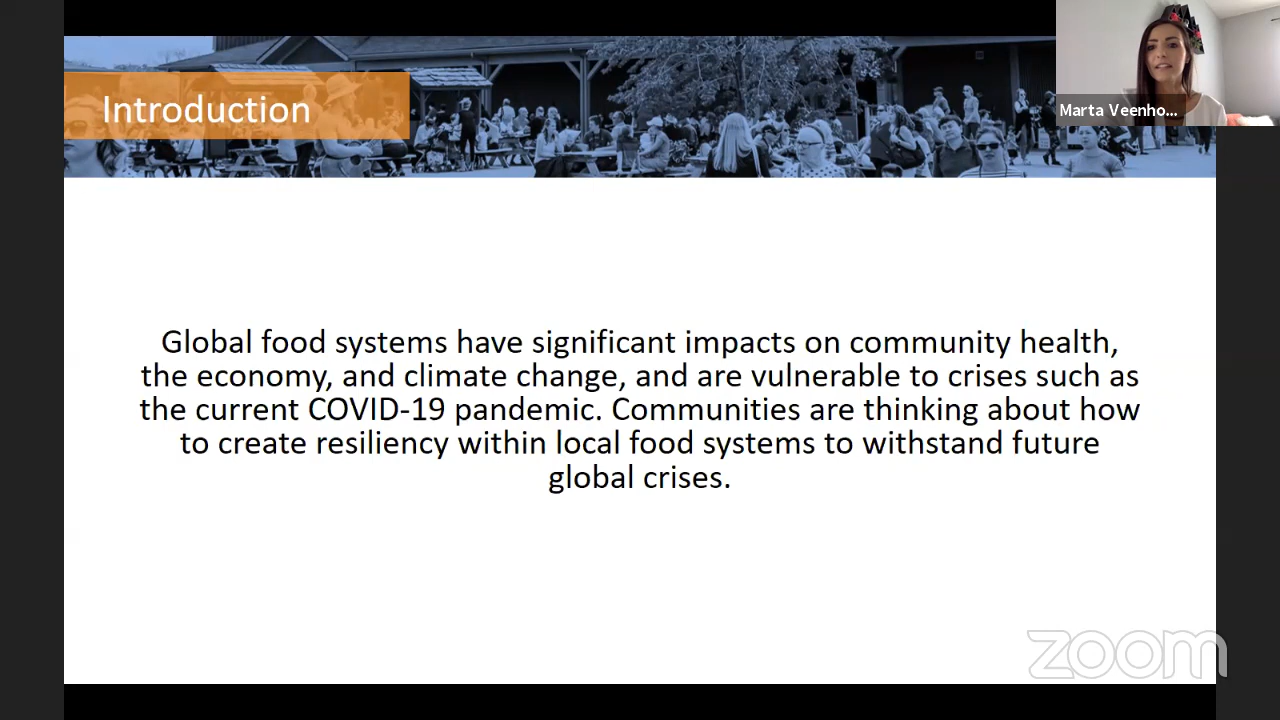 Introduction
Marta Veenho...
Global food systems have significant impacts on community health,
the economy, and climate change, and are vulnerable to crises such as
the current COVID-19 pandemic. Communities are thinking about how
to create resiliency within local food systems to withstand future
global crises.
zoom